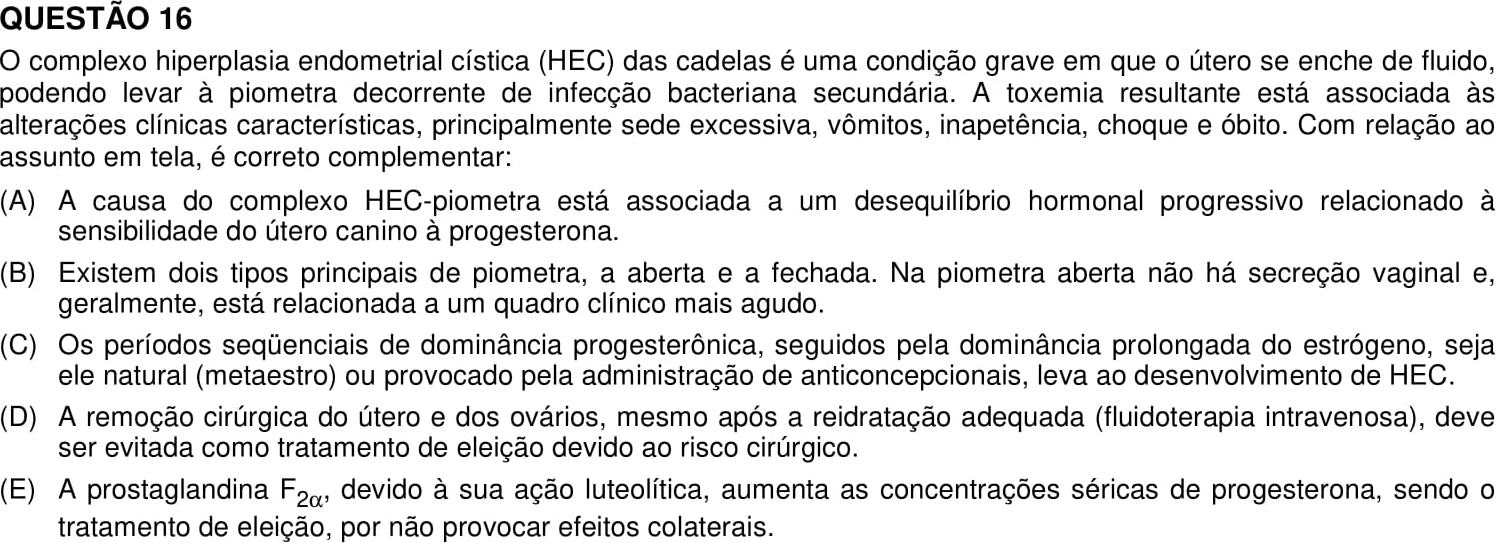 QUESTÃO 16
O complexo hiperplasia endometrial cística (HEC) das cadelas é uma condição grave em que o útero se enche de fluido,
podendo levar à piometra decorrente de infecção bacteriana secundária. A toxemia resultante está associada às
alterações clínicas características, principalmente sede excessiva, vômitos, inapetência, choque e óbito. Com relação ao
assunto em tela, é correto complementar:
(A) A causa do complexo HEC-piometra está associada a um desequilíbrio hormonal progressivo relacionado à
sensibilidade do útero canino à progesterona.
(B) Existem dois tipos principais de piometra, a aberta e a fechada. Na piometra aberta não há secreção vaginal e,
geralmente, está relacionada a um quadro clínico mais agudo.
(C) Os períodos seqüenciais de dominância progesterônica, seguidos pela dominância prolongada do estrógeno, seja
ele natural (metaestro) ou provocado pela administração de anticoncepcionais, leva ao desenvolvimento de HEC.
(D) A remoção cirúrgica do útero e dos ovários, mesmo após a reidratação adequada (fluidoterapia intravenosa), deve
ser evitada como tratamento de eleição devido ao risco cirúrgico.
(E) A prostaglandina F2α, devido à sua ação luteolítica, aumenta as concentrações séricas de progesterona, sendo o
tratamento de eleição, por não provocar efeitos colaterais.